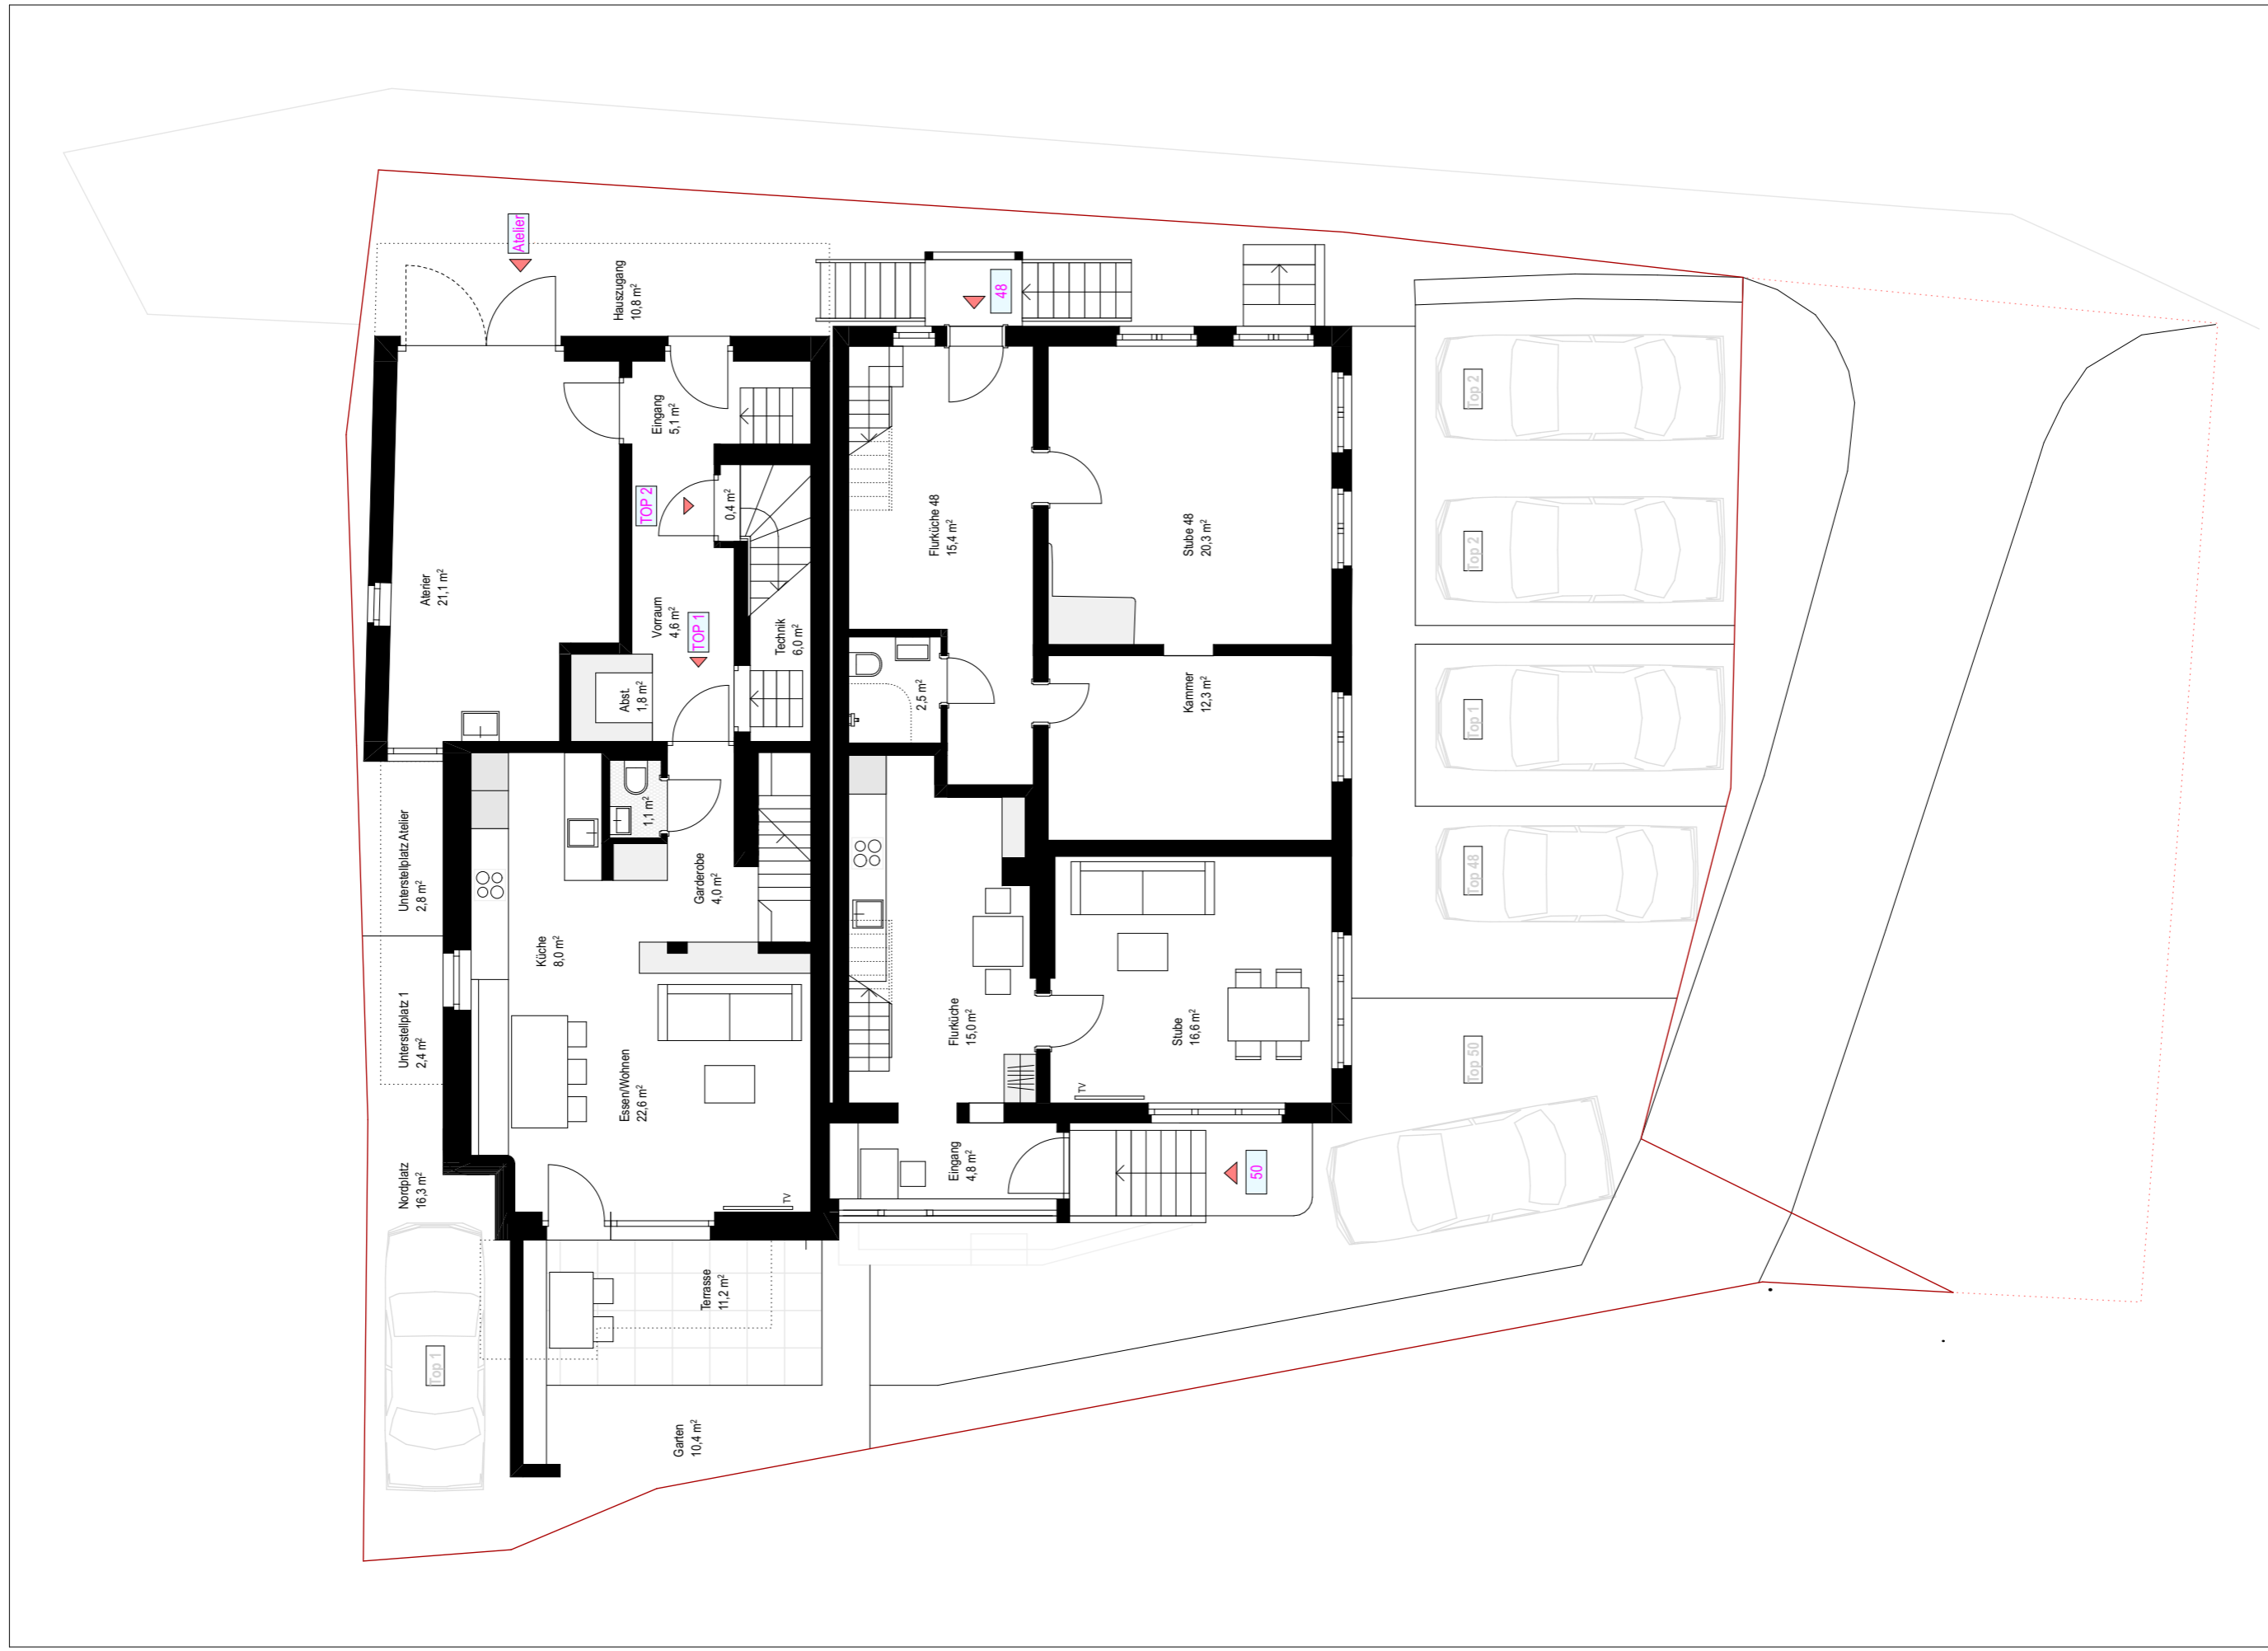 Atelier
Hauszugang
10,8 m²
48
Eingang
5,1 m²
TOP 2
0,4 m²
Aterier
21,1 m²
Vorraum
4,6 m²
TOP 1
Technik
6,0 m²
Abst.
1,8 m²
Flurküche 48
15,4 m²
Stube 48
20,3 m²
2,5 m²
Kammer
12,3 m²
Top 2
Top 2
Top 1
Top 48
Top 50
Unterstellplatz Atelier
2,8 m²
1,1 m²
Garderobe
4,0 m²
Küche
8,0 m²
Unterstellplatz 1
2,4 m²
Essen/Wohnen
22,6 m²
TV
Flurküche
15,0 m²
Stube
16,6 m²
TV
Eingang
4,8 m²
50
Nordplatz
16,3 m²
Terrasse
11,2 m²
Top 1
Garten
10,4 m²